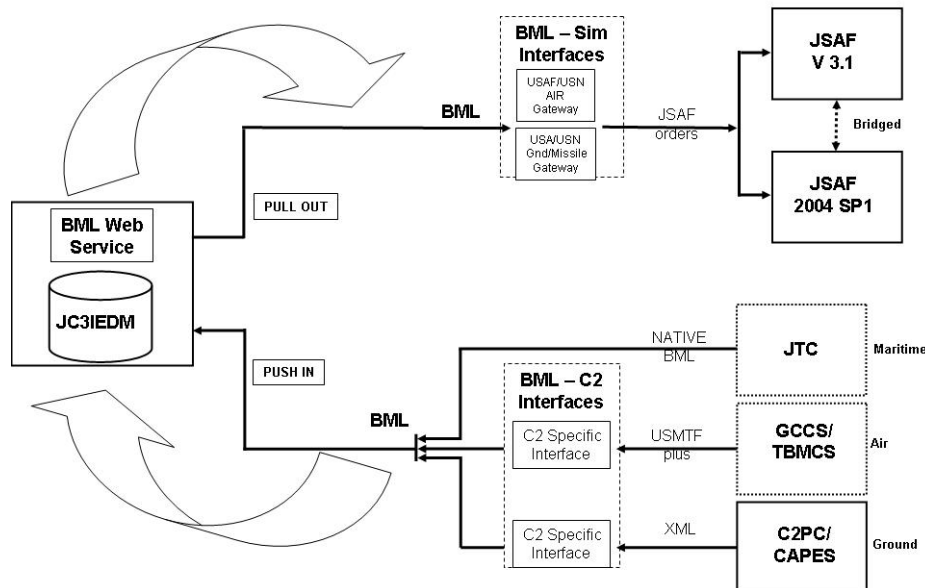 BML – Sim
Interfaces
USAF/USN
AIR
Gateway
USA/USN
Gnd/Missile
Gateway
JSAF
V 3.1
BML
JSAF
orders
Bridged
JSAF
2004 SP1
PULL OUT
BML Web
Service
JC3IEDM
PUSH IN
NATIVE
BML
JTC
Maritime
BML – C2
Interfaces
BML
C2 Specific
Interface
USMTF
plus
GCCS/
TBMCS
Air
C2 Specific
Interface
XML
C2PC/
CAPES
Ground